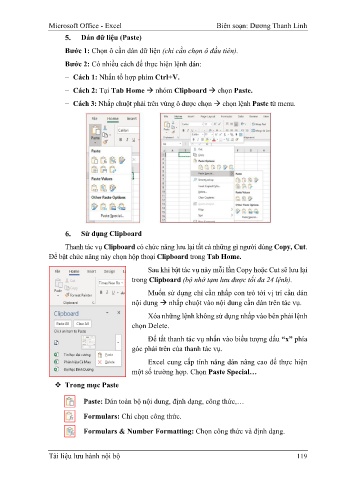 Microsoft Office - Excel
Biên soạn: Dương Thanh Linh
5. Dán dữ liệu (Paste)
Bước 1: Chọn ô cần dán dữ liệu (chỉ cần chọn ô đầu tiên).
Bước 2: Có nhiều cách để thực hiện lệnh dán:
− Cách 1: Nhấn tổ hợp phím Ctrl+V.
− Cách 2: Tại Tab Home → nhóm Clipboard → chọn Paste.
− Cách 3: Nhấp chuột phải trên vùng ô được chọn → chọn lệnh Paste từ menu.
File Home Insert
Calibri
Paste
B I U
Paste
Paste Values
Other Paste Options
Paste Special...
6. Sử dụng Clipboard
Thanh tác vụ Clipboard có chức năng lưu lại tất cả những gì người dùng Copy, Cut.
Để bật chức năng này chọn hộp thoại Clipboard trong Tab Home.
File Home Insert
Cut
Copy
Paste
Format Painter
Clipboard
Clipboard
Paste All Clear All
Paste
Delete
Sau khi bật tác vụ này mỗi lần Copy hoặc Cut sẽ lưu lại
trong Clipboard (bộ nhớ tạm lưu được tối đa 24 lệnh).
Muốn sử dụng chỉ cần nhấp con trỏ tới vị trí cần dán
nội dung → nhấp chuột vào nội dung cần dán trên tác vụ.
Xóa những lệnh không sử dụng nhấp vào bên phải lệnh
chọn Delete.
Để tắt thanh tác vụ nhấn vào biểu tượng dấu “x” phía
góc phải trên của thanh tác vụ.
Excel cung cấp tính năng dán nâng cao để thực hiện
một số trường hợp. Chọn Paste Special…
❖ Trong mục Paste
Paste: Dán toàn bộ nội dung, định dạng, công thức,…
Formulars: Chỉ chọn công thức.
Formulars & Number Formatting: Chọn công thức và định dạng.
Tài liệu lưu hành nội bộ
119